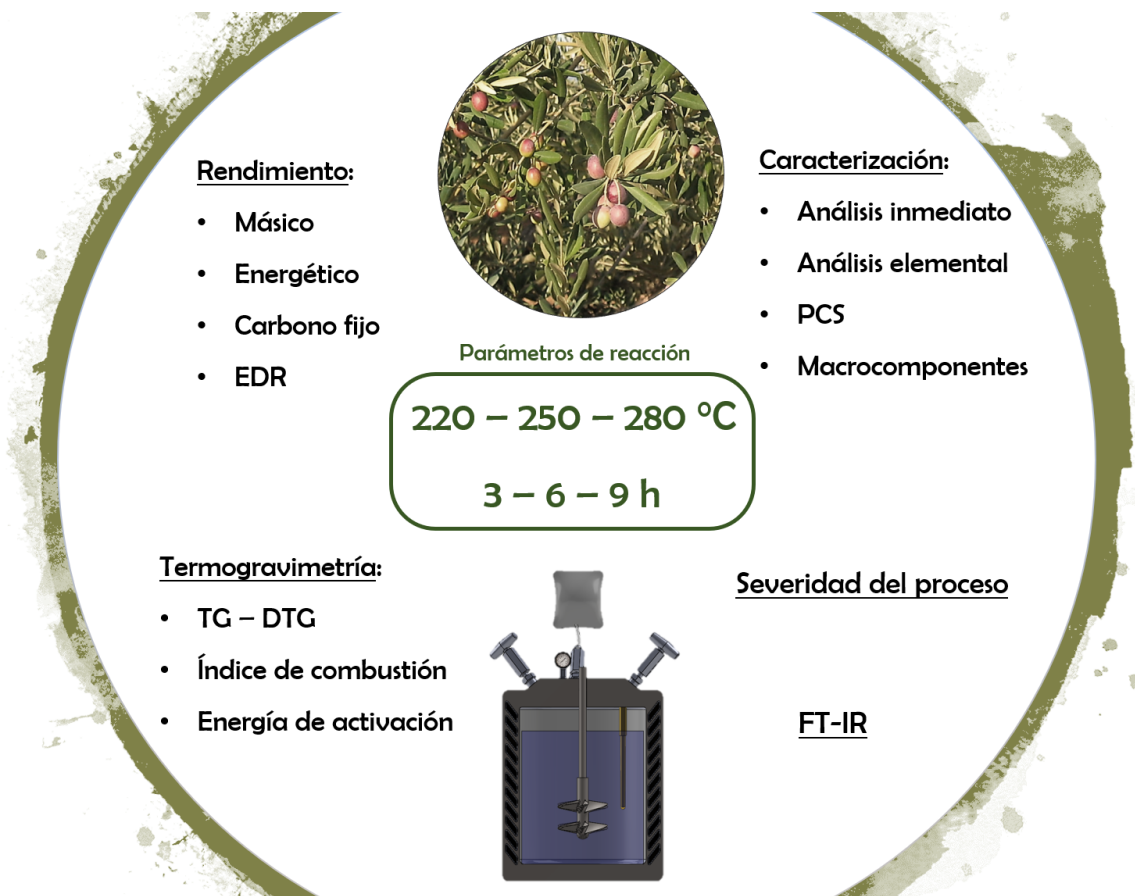 Rendimiento:
• Másico
• Energético
• Carbono fijo
• EDR
Caracterización:
• Análisis inmediato
• Análisis elemental
• PCS
• Macrocomponentes
Parámetros de reacción
220 – 250 – 280 ºC
3 – 6 – 9 h
Termogravimetría:
• TG – DTG
• Índice de combustión
• Energía de activación
Severidad del proceso
FT-IR